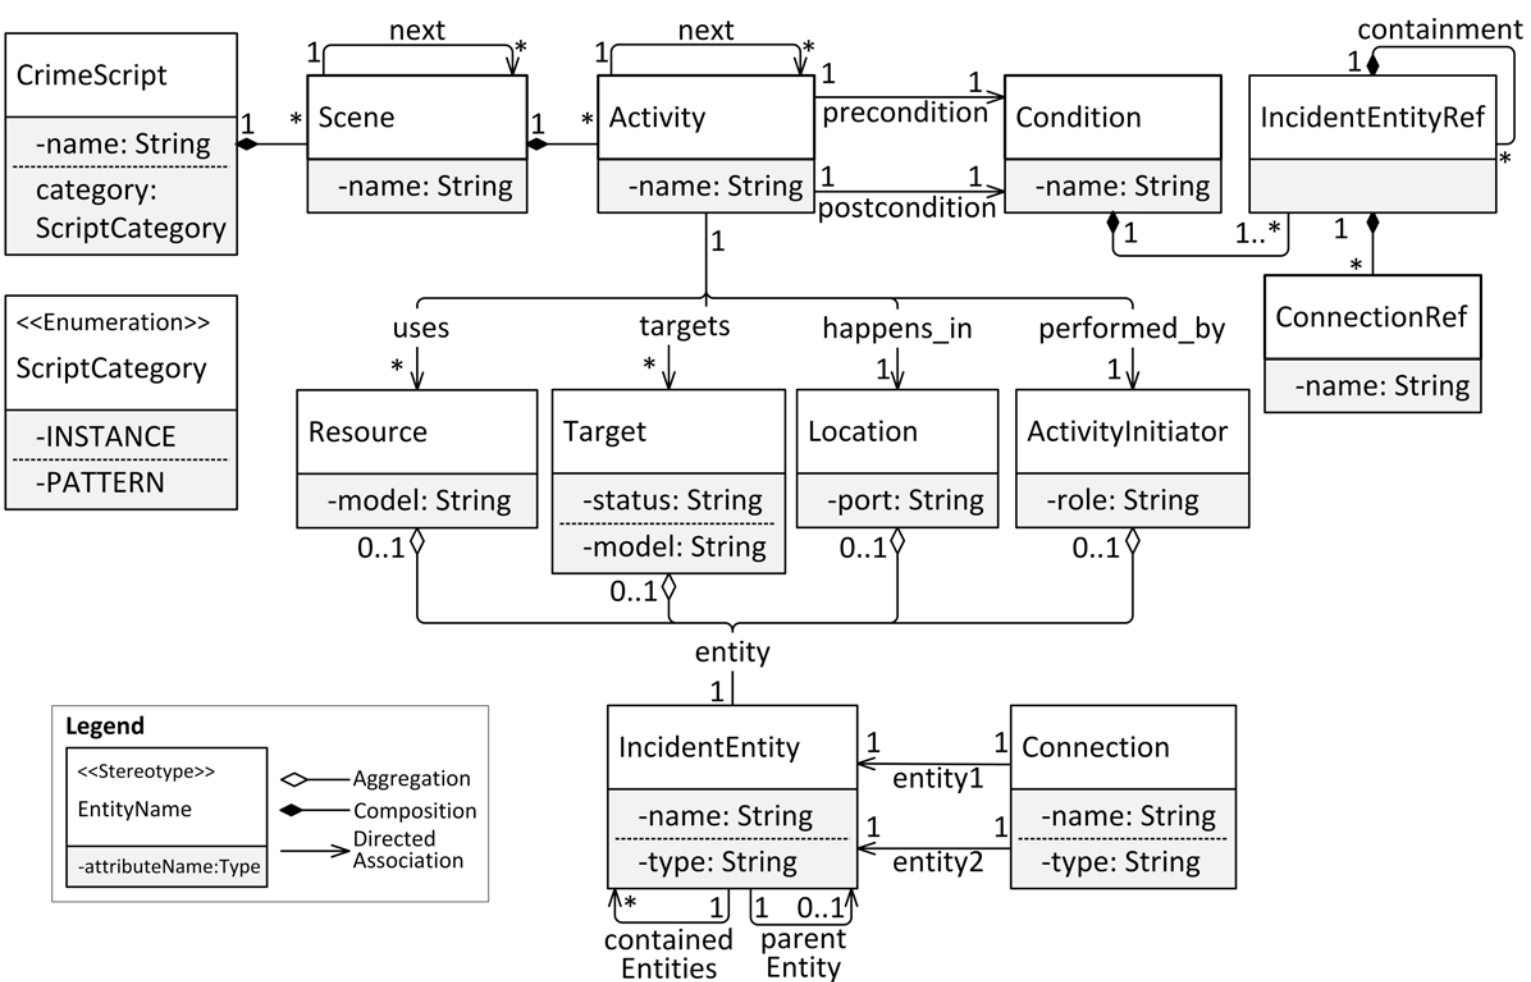 next
next
containment
1
*
1
*
1
CrimeScript
1
1
precondition
Scene
Activity
Condition
IncidentEntityRef
1
*
1
*
*
-name: String
category:
ScriptCategory
-name: String
-name: String
1
1
postcondition
-name: String
1
1
1..*
1
*
<<Enumeration>>
ScriptCategory
-INSTANCE
-PATTERN
ConnectionRef
-name: String
uses
targets
happens_in
performed_by
*
*
1
1
Resource
Target
Location
ActivityInitiator
-model: String
-status: String
-model: String
-port: String
-role: String
0..1
0..1
0..1
0..1
entity
1
Legend
<<Stereotype>>
EntityName
-attributeName:Type
Aggregation
Composition
Directed
Association
IncidentEntity
-name: String
-type: String
1
1
entity1
1
1
entity2
Connection
-name: String
-type: String
*
1
contained
Entities
1
0..1
parent
Entity